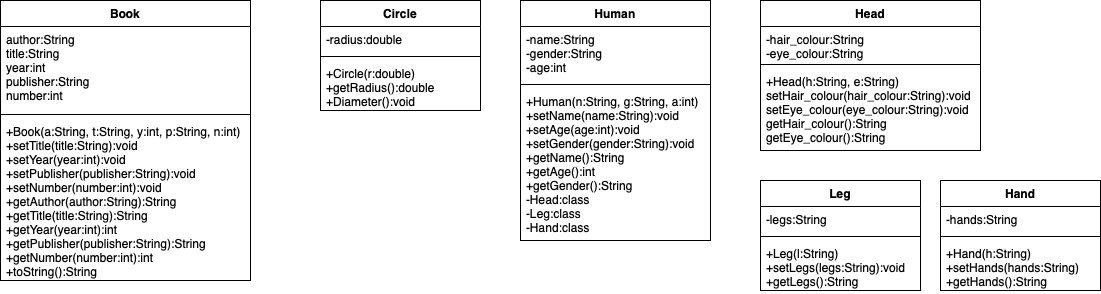 Book
author:String
title:String
year:int
publisher:String
number:int
+Book(a:String, t:String, y:int, p:String, n:int)
+setTitle(title:String):void
+setYear(year:int):void
+setPublisher(publisher:String):void
+setNumber(number:int):void
+getAuthor(author:String):String
+getTitle(title:String):String
+getYear(year:int):int
+getPublisher(publisher:String):String
+getNumber(number:int):int
+toString():String
Circle
-radius:double
+Circle(r:double)
+getRadius():double
+Diameter():void
Human
-name:String
-gender:String
-age:int
+Human(n:String, g:String, a:int)
+setName(name:String):void
+setAge(age:int):void
+setGender(gender:String):void
+getName():String
+getAge():int
+getGender():String
-Head:class
-Leg:class
-Hand:class
Head
-hair_colour:String
-eye_colour:String
+Head(h:String, e:String)
setHair_colour(hair_colour:String):void
setEye_colour(eye_colour:String):void
getHair_colour():String
getEye_colour():String
Leg
-legs:String
+Leg(l:String)
+setLegs(legs:String):void
+getLegs():String
Hand
-hands:String
+Hand(h:String)
+setHands(hands:String)
+getHands():String